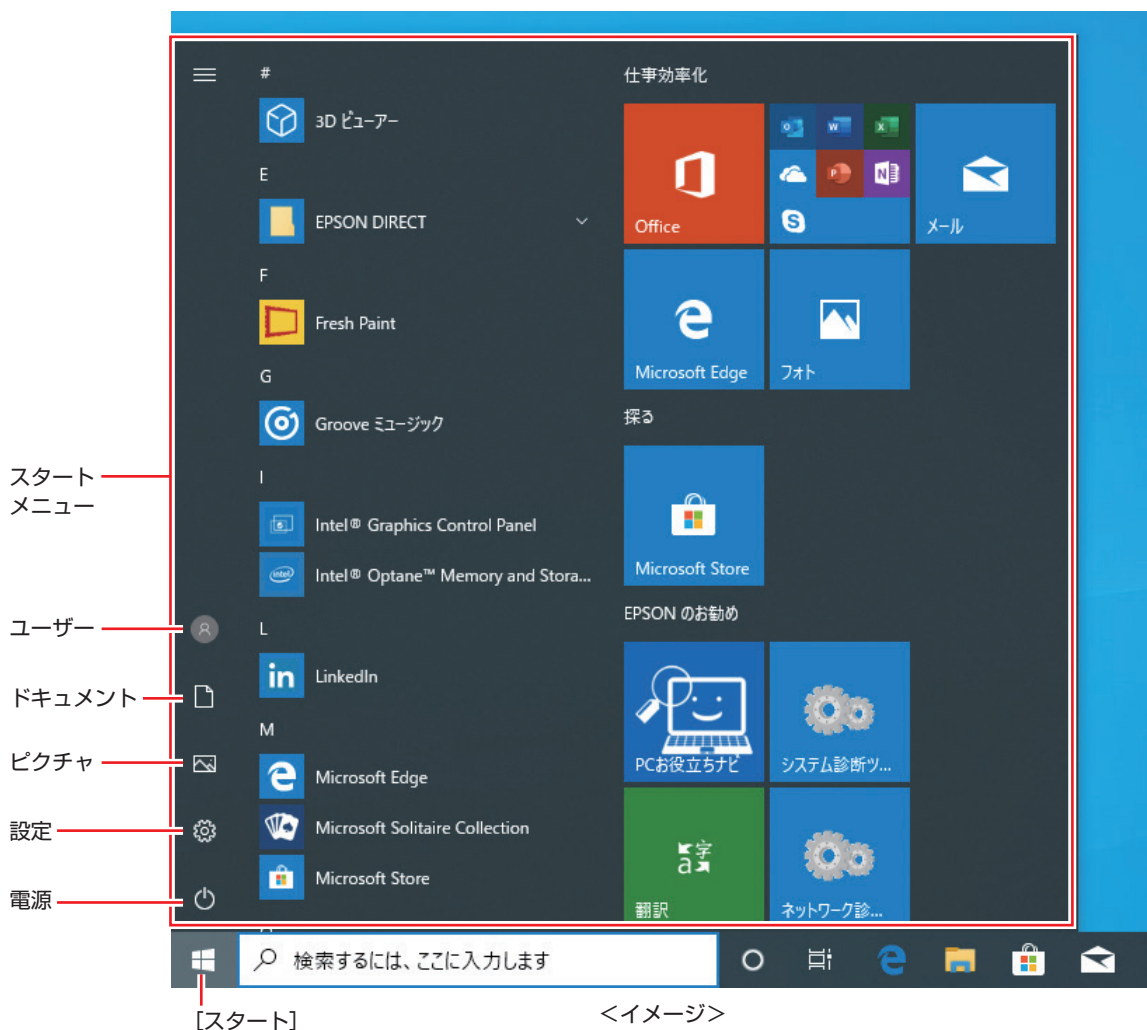 スタート
メニュー
ユーザー
ドキュメント
ピクチャ
設定
電源
#
3D ビューアー
E
EPSON DIRECT
F
Fresh Paint
G
Groove ミュージック
I
Intel® Graphics Control Panel
intel
Intel® Optane™ Memory and Stora...
L
in
LinkedIn
M
Microsoft Edge
Microsoft Solitaire Collection
Microsoft Store
仕事効率化
Office
メール
Microsoft Edge
フォト
探る
Microsoft Store
EPSON のお勧め
PCお役立ちナビ
システム診断ツ...
字
a
翻訳
ネットワーク診...
検索するには、ここに入力します
[スタート]
＜イメージ＞